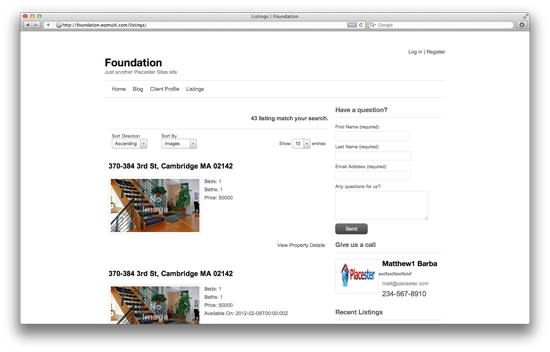 Listings | Foundation
http://foundation.wpmulti.com/listings/
Google
Log in | Register
Foundation
Just another Placester Sites site
Home Blog Client Profile Listings
43 listing match your search.
Sort Direction Sort By
Ascending Images Show 10 entries
370-384 3rd St, Cambridge MA 02142
No Image
Beds: 1
Baths: 1
Price: 50000
View Property Details
370-384 3rd St, Cambridge MA 02142
No Image
Beds: 1
Baths: 1
Price: 50000
Available On: 2012-02-09T00:00:00Z
Have a question?
First Name (required)
Last Name (required)
Email Address (required)
Any questions for us?
Send
Give us a call
Placester
Matthew1 Barba
matt@placester.com
234-567-8910
Recent Listings